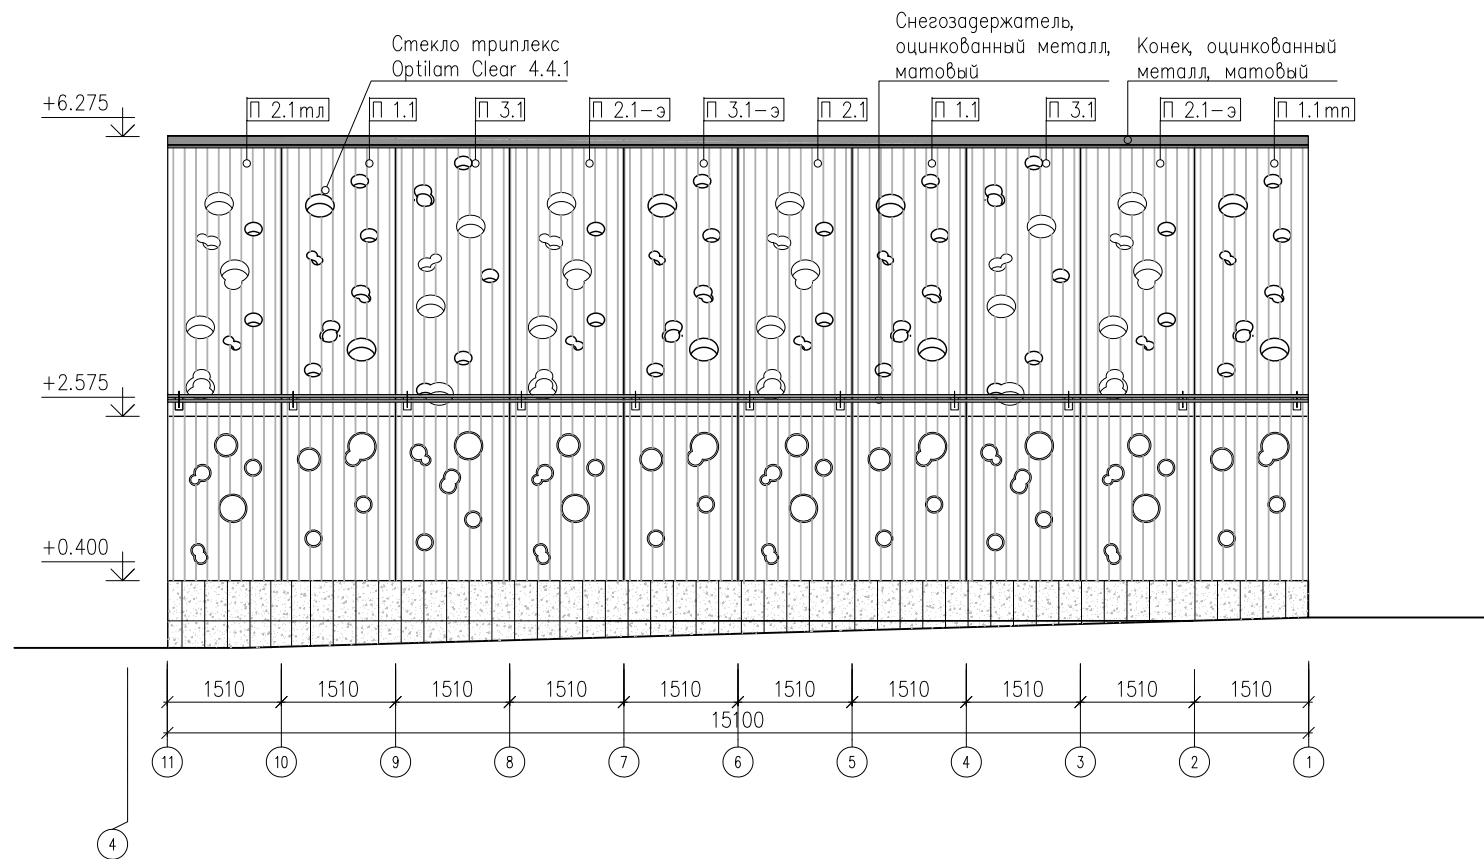 Снегозадержатель,
оцинкованный металл,
матовый
Стекло триплекс
Optilam Clear 4.4.1
Конек, оцинкованный
металл, матовый
+6.275
П 2.1тл
П 1.1
П 3.1
П 2.1-э
П 3.1-э
П 2.1
П 1.1
П 3.1
П 2.1-э
П 1.1тп
+2.575
+0.400
1510
1510
1510
1510
1510
1510
1510
1510
1510
1510
15100
11
10
9
8
7
6
5
4
3
2
1
4